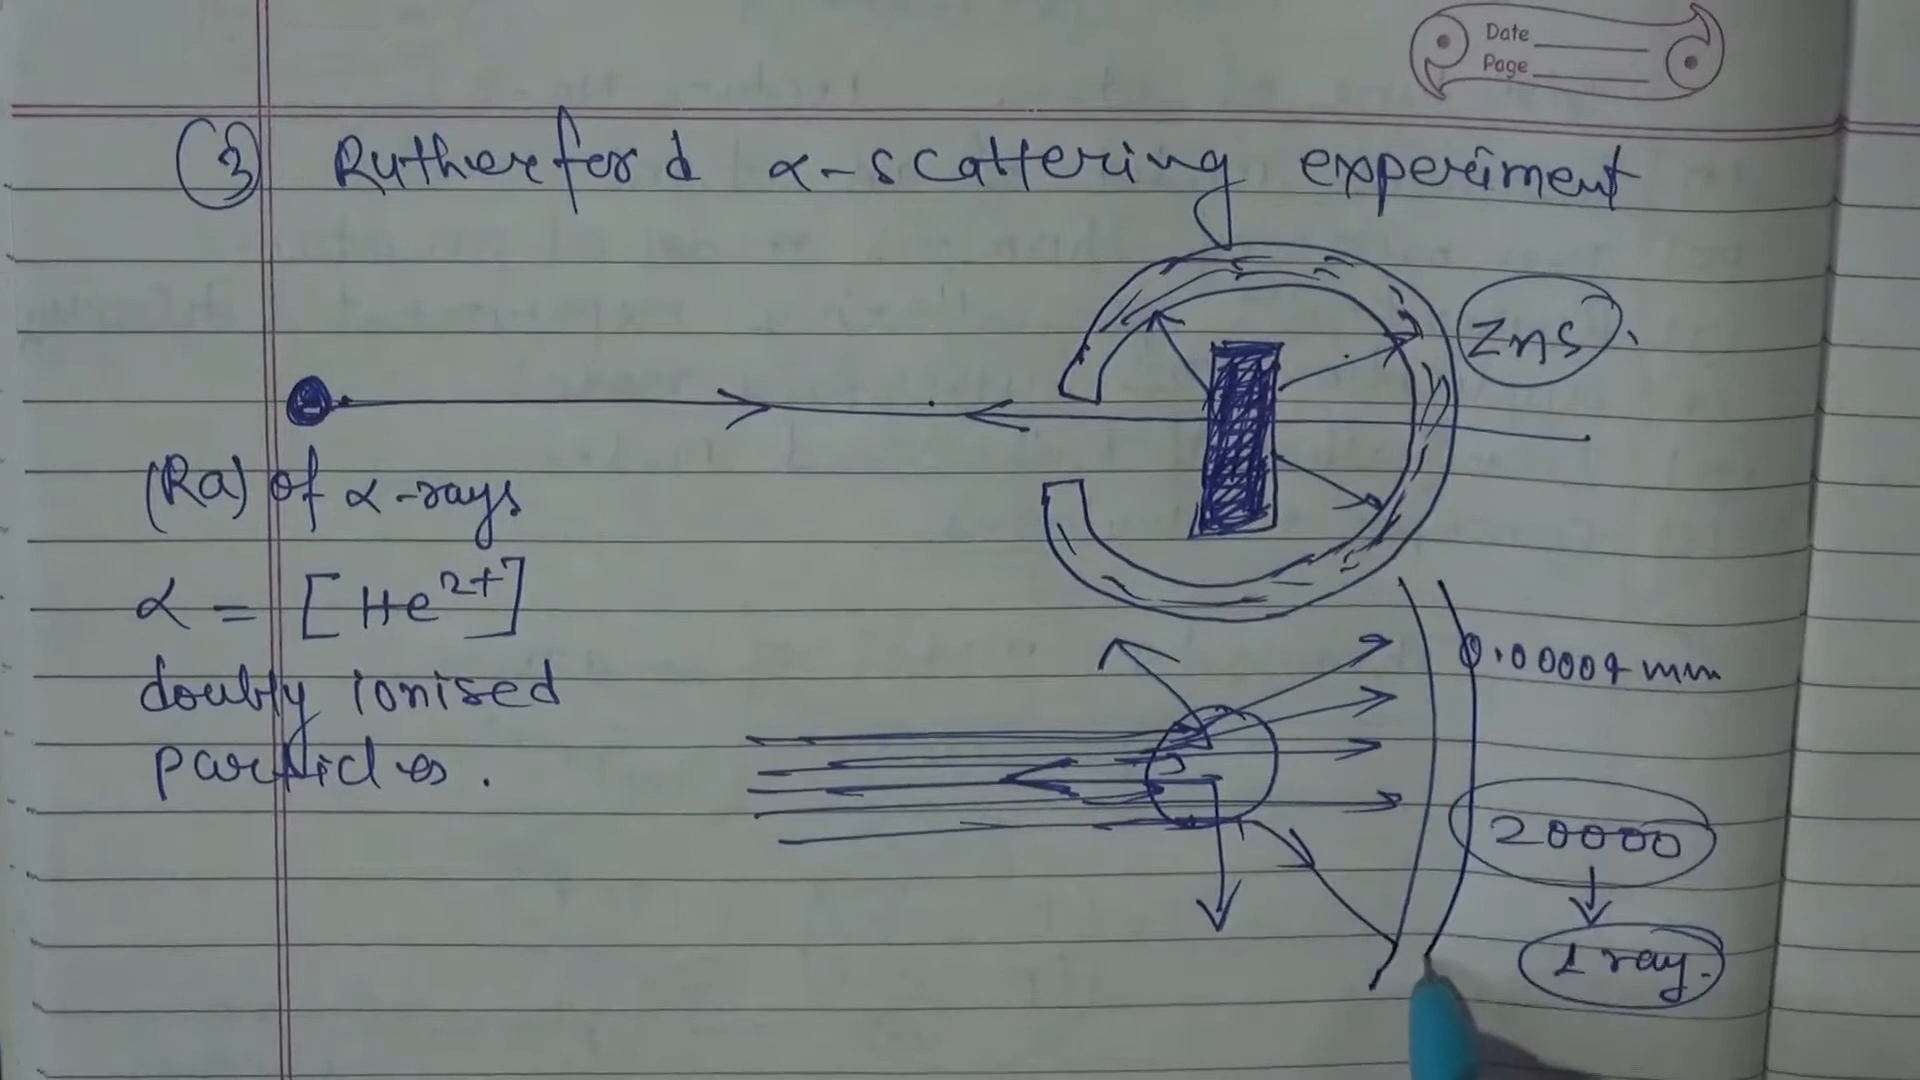 Date
Page
(3) Rutherford α-scattering experiment
ZnS.
(Ra) of α-rays
α = [He2+]
doubly ionised
particles.
0.00004 mm
20000
1 ray.